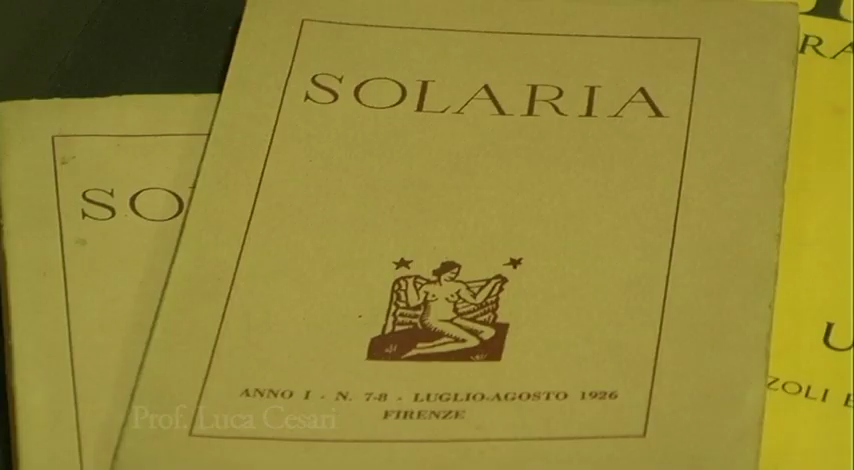 SOLARIA
ANNO I - N. 7-8 - LUGLIO-AGOSTO 1926
FIRENZE
SO
RA
U
ZOLI E
Prof. Luca Cesari